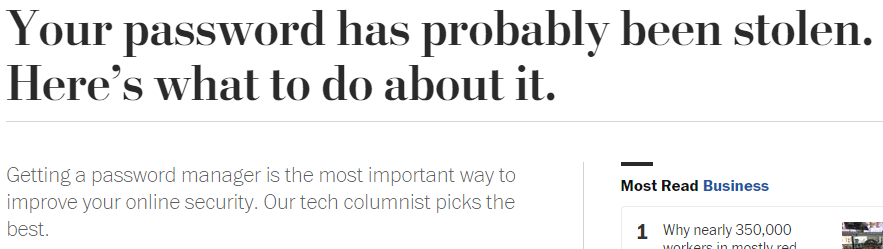 Your password has probably been stolen.
Here’s what to do about it.
Getting a password manager is the most important way to
improve your online security. Our tech columnist picks the
best.
Most Read Business
1 Why nearly 350,000
workers in mostly red